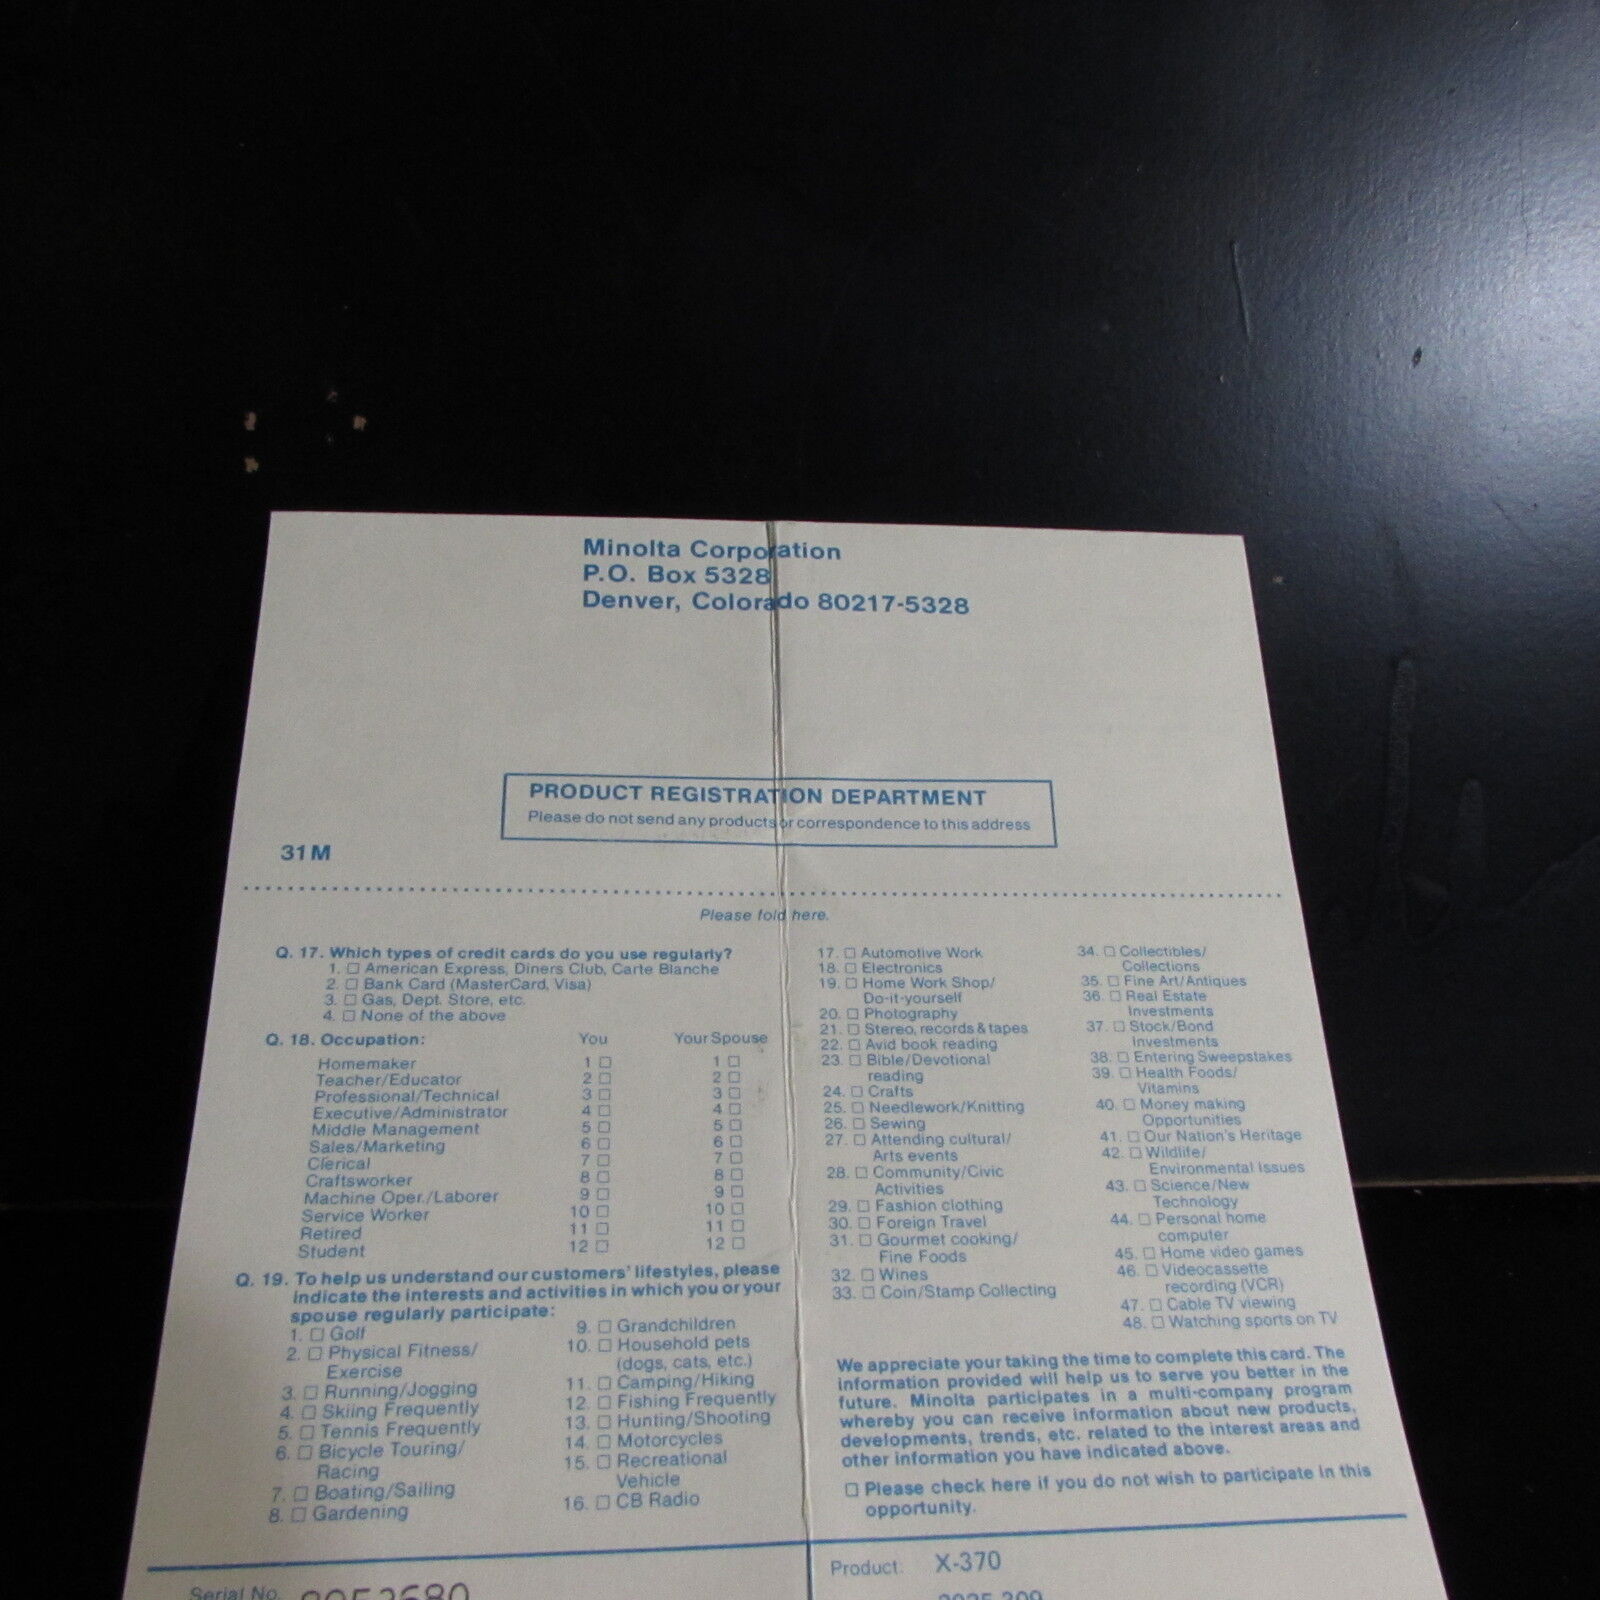 Minolta Corporation
P.O. Box 5328
Denver, Colorado 80217-5328
PRODUCT REGISTRATION DEPARTMENT
Please do not send any products or correspondence to this address
31M
Please fold here.
Q. 17. Which types of credit cards do you use regularly?
1. □ American Express, Diners Club, Carte Blanche
2. □ Bank Card (MasterCard, Visa)
3. □ Gas, Dept. Store, etc.
4. □ None of the above
Q. 18. Occupation: You Your Spouse
Homemaker 1 □ 1 □
Teacher/Educator 2 □ 2 □
Professional/Technical 3 □ 3 □
Executive/Administrator 4 □ 4 □
Middle Management 5 □ 5 □
Sales/Marketing 6 □ 6 □
Clerical 7 □ 7 □
Craftsworker 8 □ 8 □
Machine Oper./Laborer 9 □ 9 □
Service Worker 10 □ 10 □
Retired 11 □ 11 □
Student 12 □ 12 □
Q. 19. To help us understand our customers' lifestyles, please
indicate the interests and activities in which you or your
spouse regularly participate:
1. □ Golf
2. □ Physical Fitness/
Exercise
3. □ Running/Jogging
4. □ Skiing Frequently
5. □ Tennis Frequently
6. □ Bicycle Touring/
Racing
7. □ Boating/Sailing
8. □ Gardening
9. □ Grandchildren
10. □ Household pets
(dogs, cats, etc.)
11. □ Camping/Hiking
12. □ Fishing Frequently
13. □ Hunting/Shooting
14. □ Motorcycles
15. □ Recreational
Vehicle
16. □ CB Radio
17. □ Automotive Work
18. □ Electronics
19. □ Home Work Shop/
Do-it-yourself
20. □ Photography
21. □ Stereo, records & tapes
22. □ Avid book reading
23. □ Bible/Devotional
reading
24. □ Crafts
25. □ Needlework/Knitting
26. □ Sewing
27. □ Attending cultural/
Arts events
28. □ Community/Civic
Activities
29. □ Fashion clothing
30. □ Foreign Travel
31. □ Gourmet cooking/
Fine Foods
32. □ Wines
33. □ Coin/Stamp Collecting
34. □ Collectibles/
Collections
35. □ Fine Art/Antiques
36. □ Real Estate
Investments
37. □ Stock/Bond
Investments
38. □ Entering Sweepstakes
39. □ Health Foods/
Vitamins
40. □ Money making
Opportunities
41. □ Our Nation's Heritage
42. □ Wildlife/
Environmental Issues
43. □ Science/New
Technology
44. □ Personal home
computer
45. □ Home video games
46. □ Videocassette
recording (VCR)
47. □ Cable TV viewing
48. □ Watching sports on TV
We appreciate your taking the time to complete this card. The
information provided will help us to serve you better in the
future. Minolta participates in a multi-company program
whereby you can receive information about new products,
developments, trends, etc. related to the interest areas and
other information you have indicated above.
□ Please check here if you do not wish to participate in this
opportunity.
Serial No.
Product: X-370